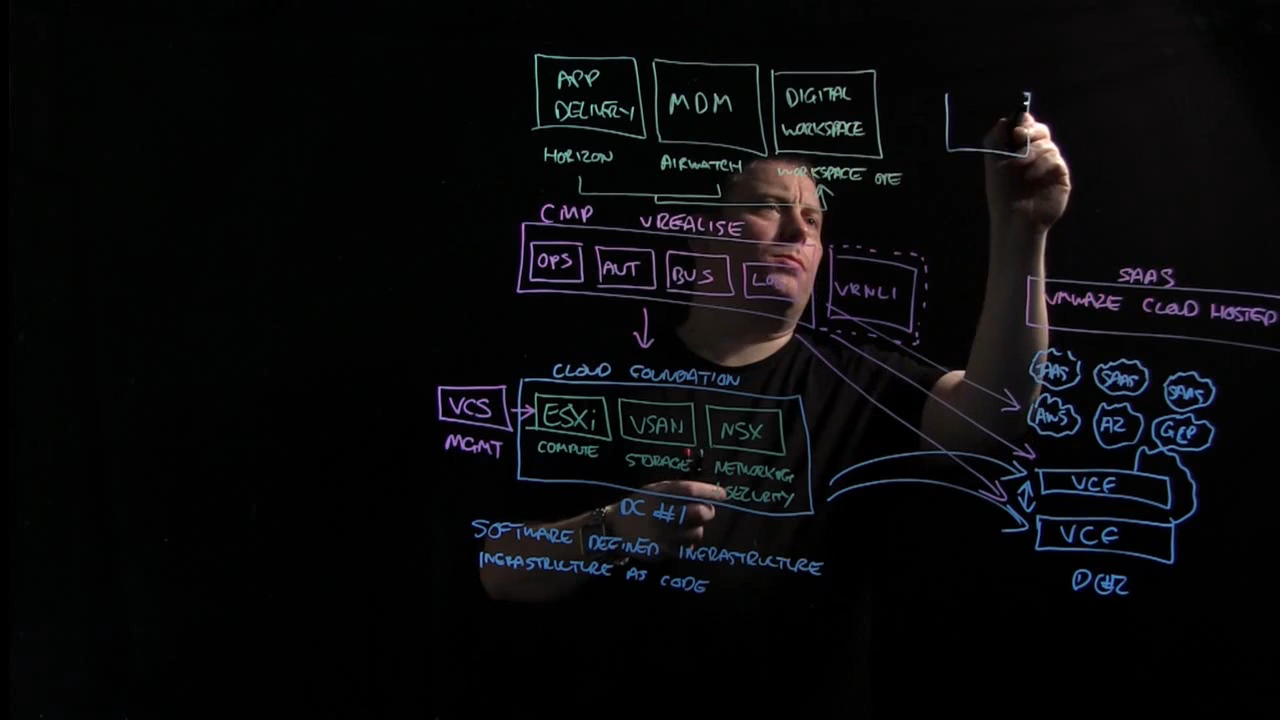 APP
DELIVERY
MDM
DIGITAL
WORKSPACE
HORIZON
AIRWATCH
WORKSPACE ONE
CMP VREALISE
OPS
AUT
BUS
LOG
VRNLI
SAAS
VMWARE CLOUD HOSTED
CLOUD FOUNDATION
VCS
MGMT
ESXi
COMPUTE
VSAN
STORAGE
NSX
NETWORKING
SECURITY
DC #1
SOFTWARE DEFINED INFRASTRUCTURE
INFRASTRUCTURE AS CODE
SAAS
SAAS
AWS
AZ
GCP
VCF
VCF
DC#2